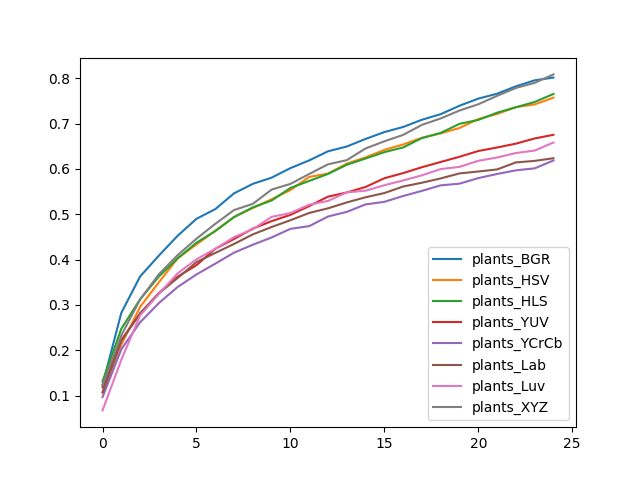 0.8
0.7
0.6
0.5
0.4
0.3
0.2
0.1
0 5 10 15 20 25
plants_BGR
plants_HSV
plants_HLS
plants_YUV
plants_YCrCb
plants_Lab
plants_Luv
plants_XYZ